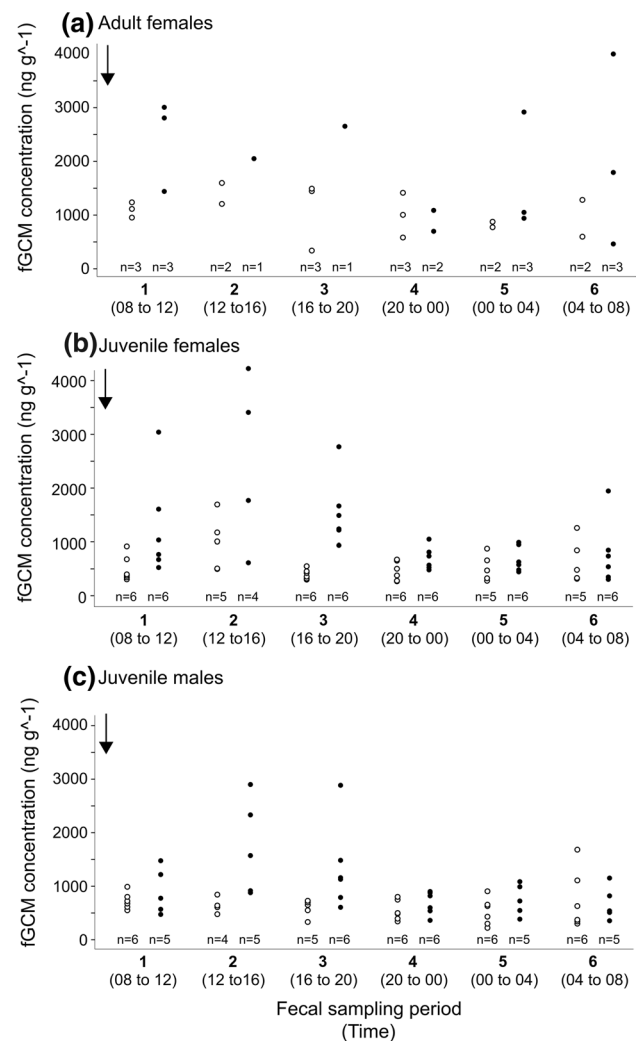 (a) Adult females
fGCM concentration (ng g^-1)
4000
3000
2000
1000
0
n=3 n=3 n=2 n=1 n=3 n=1 n=3 n=2 n=2 n=3 n=2 n=3
1 2 3 4 5 6
(08 to 12) (12 to16) (16 to 20) (20 to 00) (00 to 04) (04 to 08)
(b) Juvenile females
fGCM concentration (ng g^-1)
4000
3000
2000
1000
0
n=6 n=6 n=5 n=4 n=6 n=6 n=6 n=6 n=5 n=6 n=5 n=6
1 2 3 4 5 6
(08 to 12) (12 to16) (16 to 20) (20 to 00) (00 to 04) (04 to 08)
(c) Juvenile males
fGCM concentration (ng g^-1)
4000
3000
2000
1000
0
n=6 n=5 n=4 n=5 n=5 n=6 n=6 n=6 n=6 n=5 n=6 n=5
1 2 3 4 5 6
(08 to 12) (12 to16) (16 to 20) (20 to 00) (00 to 04) (04 to 08)
Fecal sampling period
(Time)